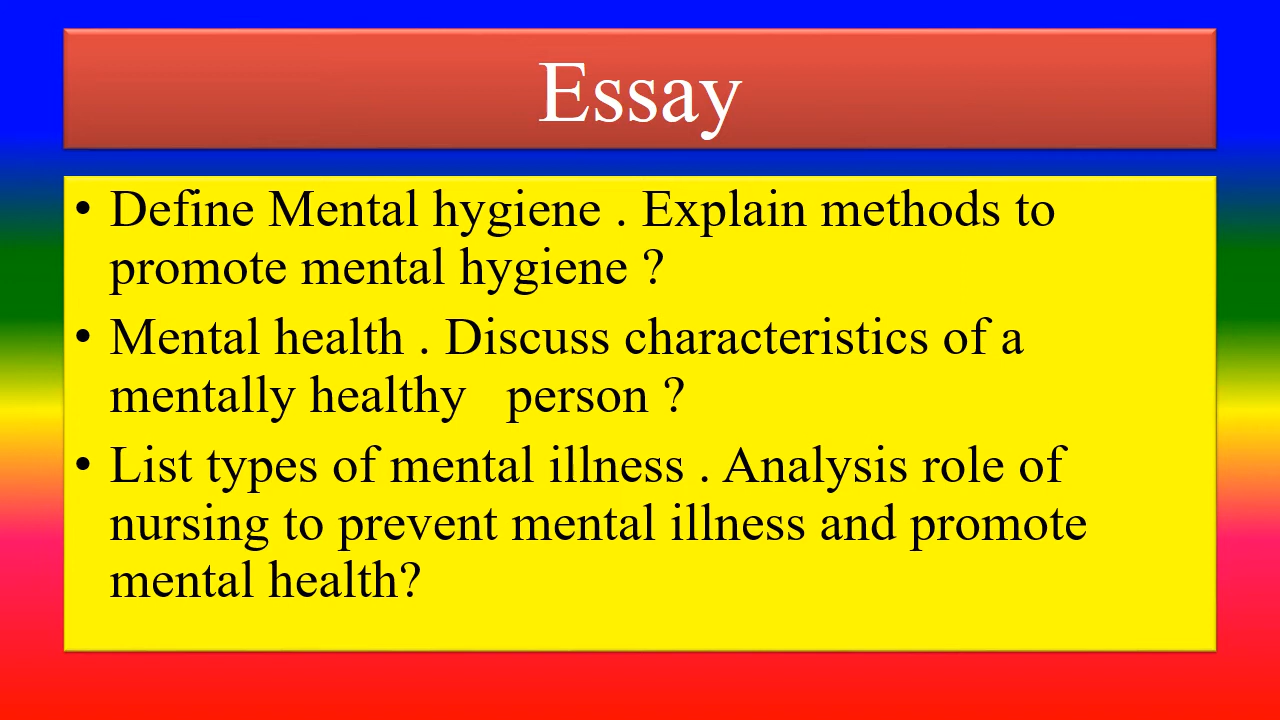 Essay
• Define Mental hygiene . Explain methods to
promote mental hygiene ?
• Mental health . Discuss characteristics of a
mentally healthy   person ?
• List types of mental illness . Analysis role of
nursing to prevent mental illness and promote
mental health?